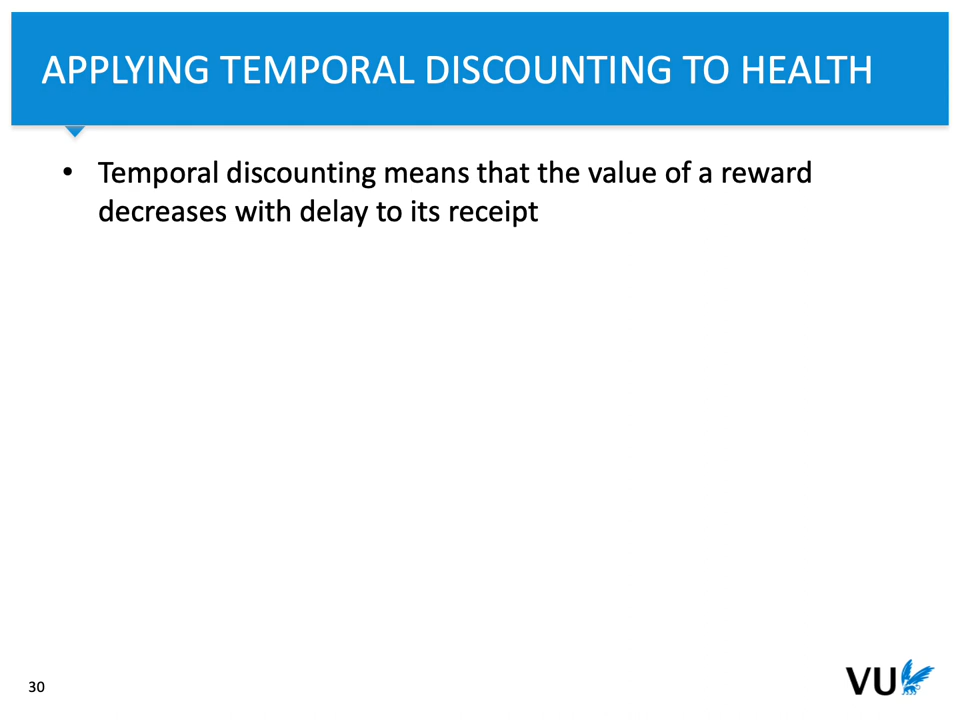 APPLYING TEMPORAL DISCOUNTING TO HEALTH
• Temporal discounting means that the value of a reward
decreases with delay to its receipt
30
VU